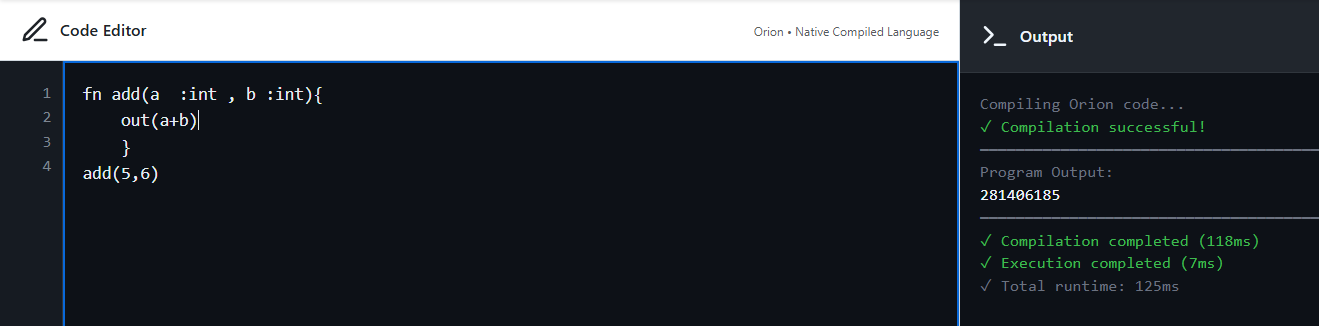 Code Editor
Orion • Native Compiled Language
1 fn add(a  :int , b :int){
2     out(a+b)
3     }
4 add(5,6)
Output
Compiling Orion code...
✓ Compilation successful!
Program Output:
281406185
✓ Compilation completed (118ms)
✓ Execution completed (7ms)
✓ Total runtime: 125ms